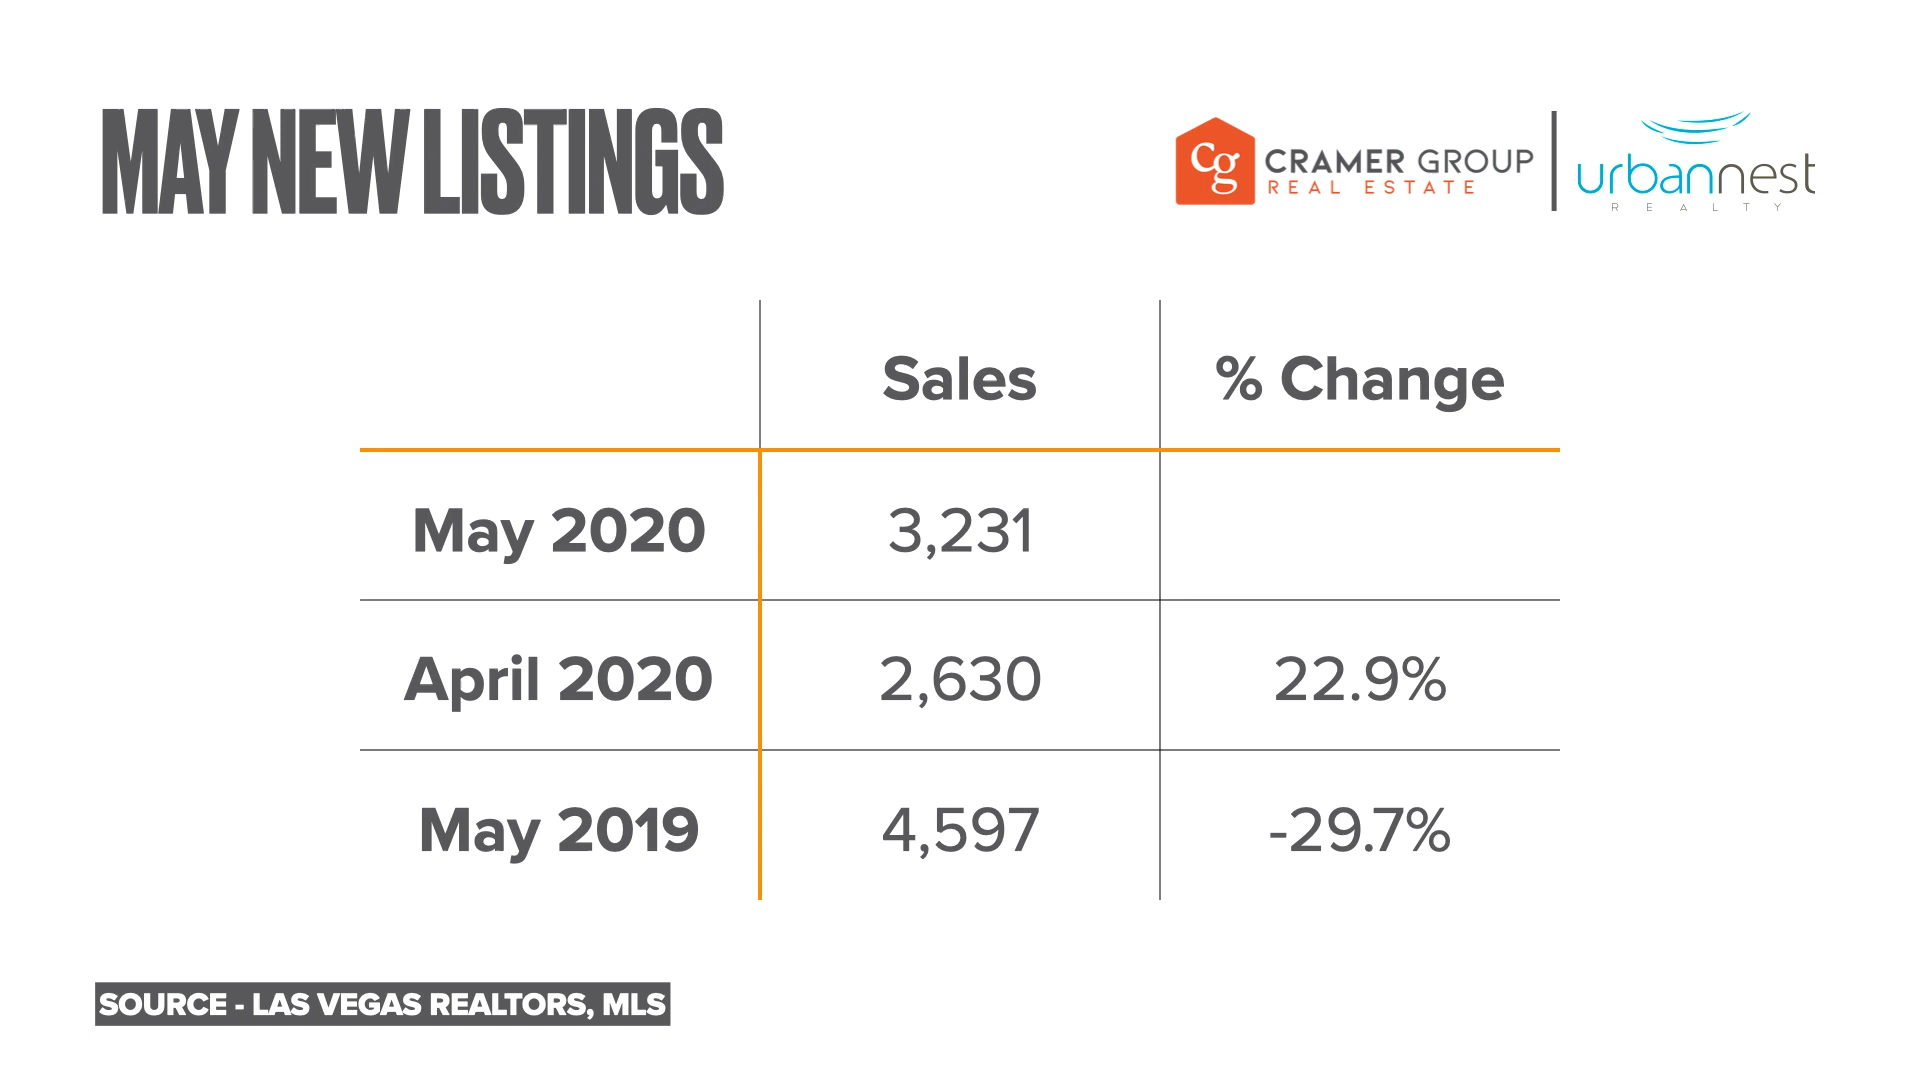 MAY NEW LISTINGS
Cg CRAMER GROUP
REAL ESTATE
urbannest
REALTY
Sales % Change
May 2020 3,231
April 2020 2,630 22.9%
May 2019 4,597 -29.7%
SOURCE - LAS VEGAS REALTORS, MLS